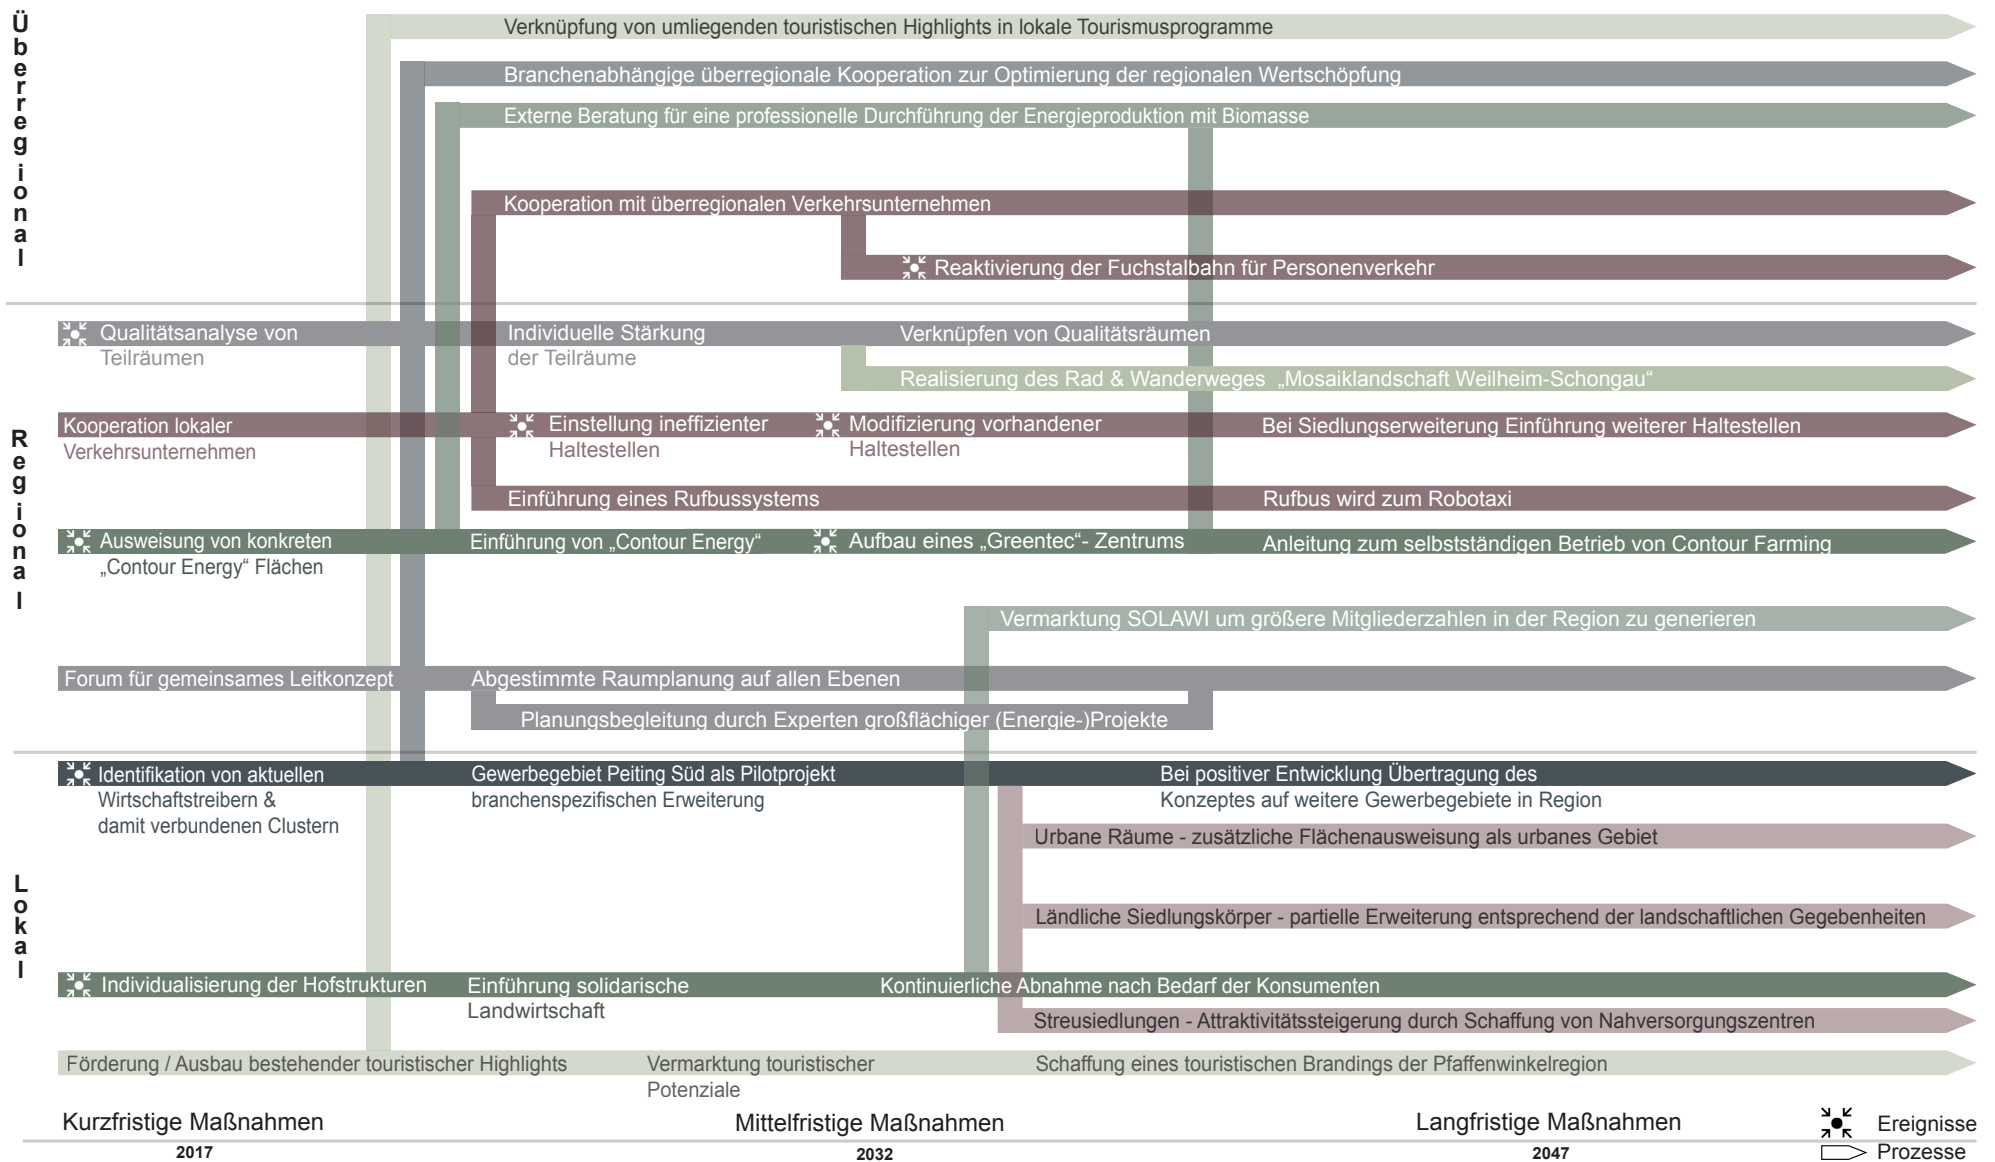 Überregional
Verknüpfung von umliegenden touristischen Highlights in lokale Tourismusprogramme
Branchenabhängige überregionale Kooperation zur Optimierung der regionalen Wertschöpfung
Externe Beratung für eine professionelle Durchführung der Energieproduktion mit Biomasse
Kooperation mit überregionalen Verkehrsunternehmen
Reaktivierung der Fuchstalbahn für Personenverkehr
Regional
Qualitätsanalyse von
Teilräumen
Individuelle Stärkung
der Teilräume
Verknüpfen von Qualitätsräumen
Realisierung des Rad & Wanderweges „Mosaiklandschaft Weilheim-Schongau“
Kooperation lokaler
Verkehrsunternehmen
Einstellung ineffizienter
Haltestellen
Modifizierung vorhandener
Haltestellen
Bei Siedlungserweiterung Einführung weiterer Haltestellen
Einführung eines Rufbussystems
Rufbus wird zum Robotaxi
Ausweisung von konkreten
„Contour Energy“ Flächen
Einführung von „Contour Energy“
Aufbau eines „Greentec“- Zentrums
Anleitung zum selbstständigen Betrieb von Contour Farming
Vermarktung SOLAWI um größere Mitgliederzahlen in der Region zu generieren
Forum für gemeinsames Leitkonzept
Abgestimmte Raumplanung auf allen Ebenen
Planungsbegleitung durch Experten großflächiger (Energie-)Projekte
Lokal
Identifikation von aktuellen
Wirtschaftstreibern &
damit verbundenen Clustern
Gewerbegebiet Peiting Süd als Pilotprojekt
branchenspezifischen Erweiterung
Bei positiver Entwicklung Übertragung des
Konzeptes auf weitere Gewerbegebiete in Region
Urbane Räume - zusätzliche Flächenausweisung als urbanes Gebiet
Ländliche Siedlungskörper - partielle Erweiterung entsprechend der landschaftlichen Gegebenheiten
Individualisierung der Hofstrukturen
Einführung solidarische
Landwirtschaft
Kontinuierliche Abnahme nach Bedarf der Konsumenten
Streusiedlungen - Attraktivitätssteigerung durch Schaffung von Nahversorgungszentren
Förderung / Ausbau bestehender touristischer Highlights
Vermarktung touristischer
Potenziale
Schaffung eines touristischen Brandings der Pfaffenwinkelregion
Kurzfristige Maßnahmen
Mittelfristige Maßnahmen
Langfristige Maßnahmen
Ereignisse
2017
2032
2047
Prozesse